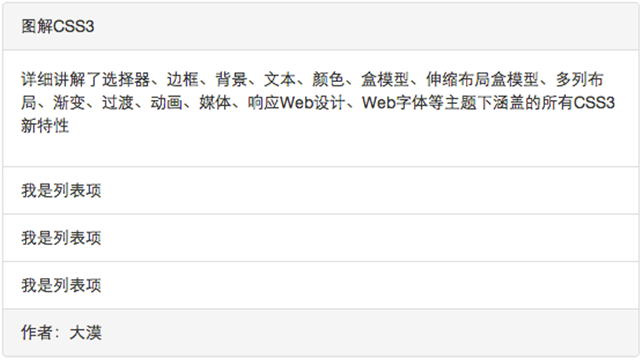 图解CSS3
详细讲解了选择器、边框、背景、文本、颜色、盒模型、伸缩布局盒模型、多列布
局、渐变、过渡、动画、媒体、响应Web设计、Web字体等主题下涵盖的所有CSS3
新特性
我是列表项
我是列表项
我是列表项
作者：大漠